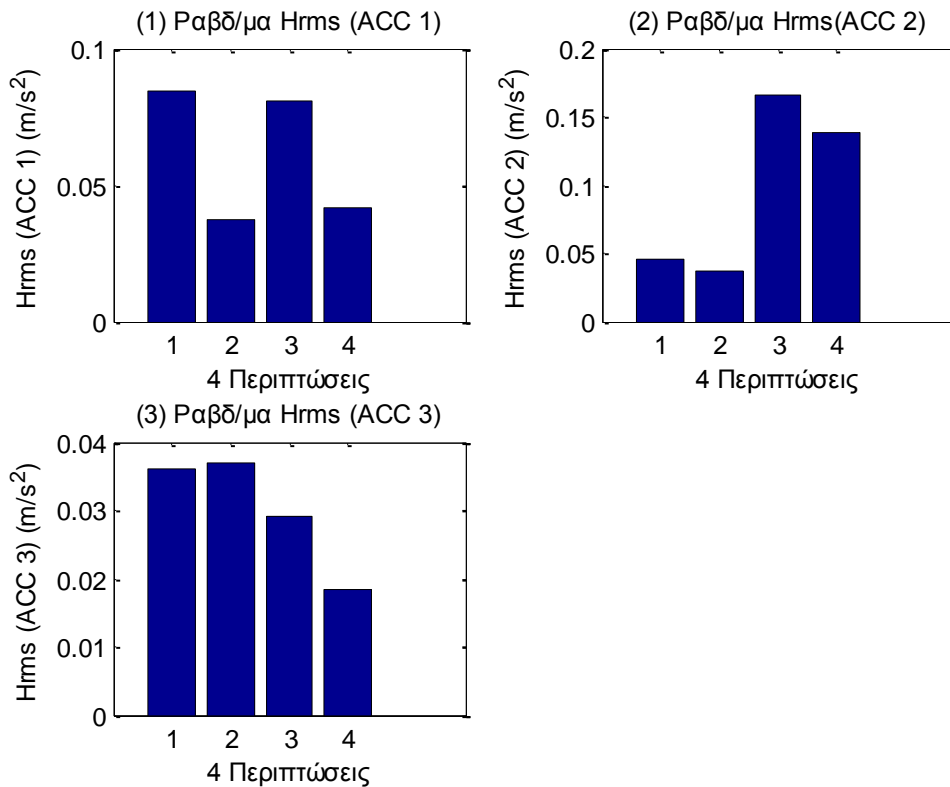 (1) Ραβδ/μα Hrms (ACC 1)
Hrms (ACC 1) (m/s²)
0.1
0.05
0
1 2 3 4
4 Περιπτώσεις
(2) Ραβδ/μα Hrms(ACC 2)
Hrms (ACC 2) (m/s²)
0.2
0.15
0.1
0.05
0
1 2 3 4
4 Περιπτώσεις
(3) Ραβδ/μα Hrms (ACC 3)
Hrms (ACC 3) (m/s²)
0.04
0.03
0.02
0.01
0
1 2 3 4
4 Περιπτώσεις